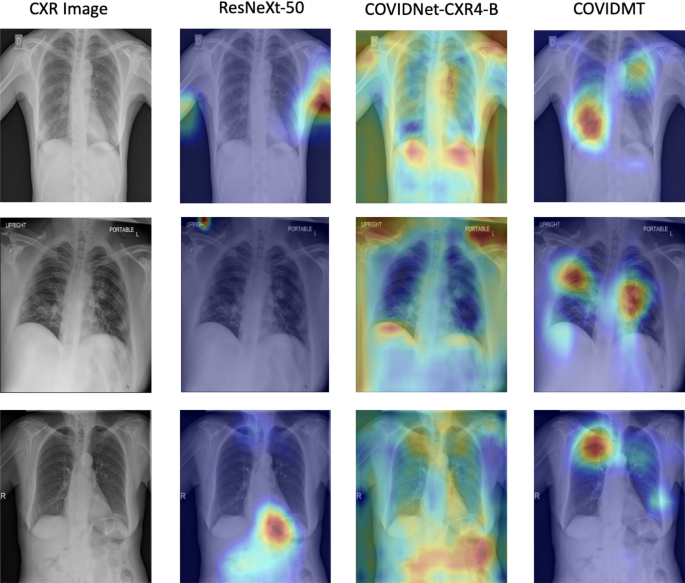 CXR Image ResNeXt-50 COVIDNet-CXR4-B COVIDMT
D D D D
UPRIGHT PORTABLE L UPRIGHT PORTABLE L UPRIGHT PORTABLE L UPRIGHT PORTABLE L
R R R R